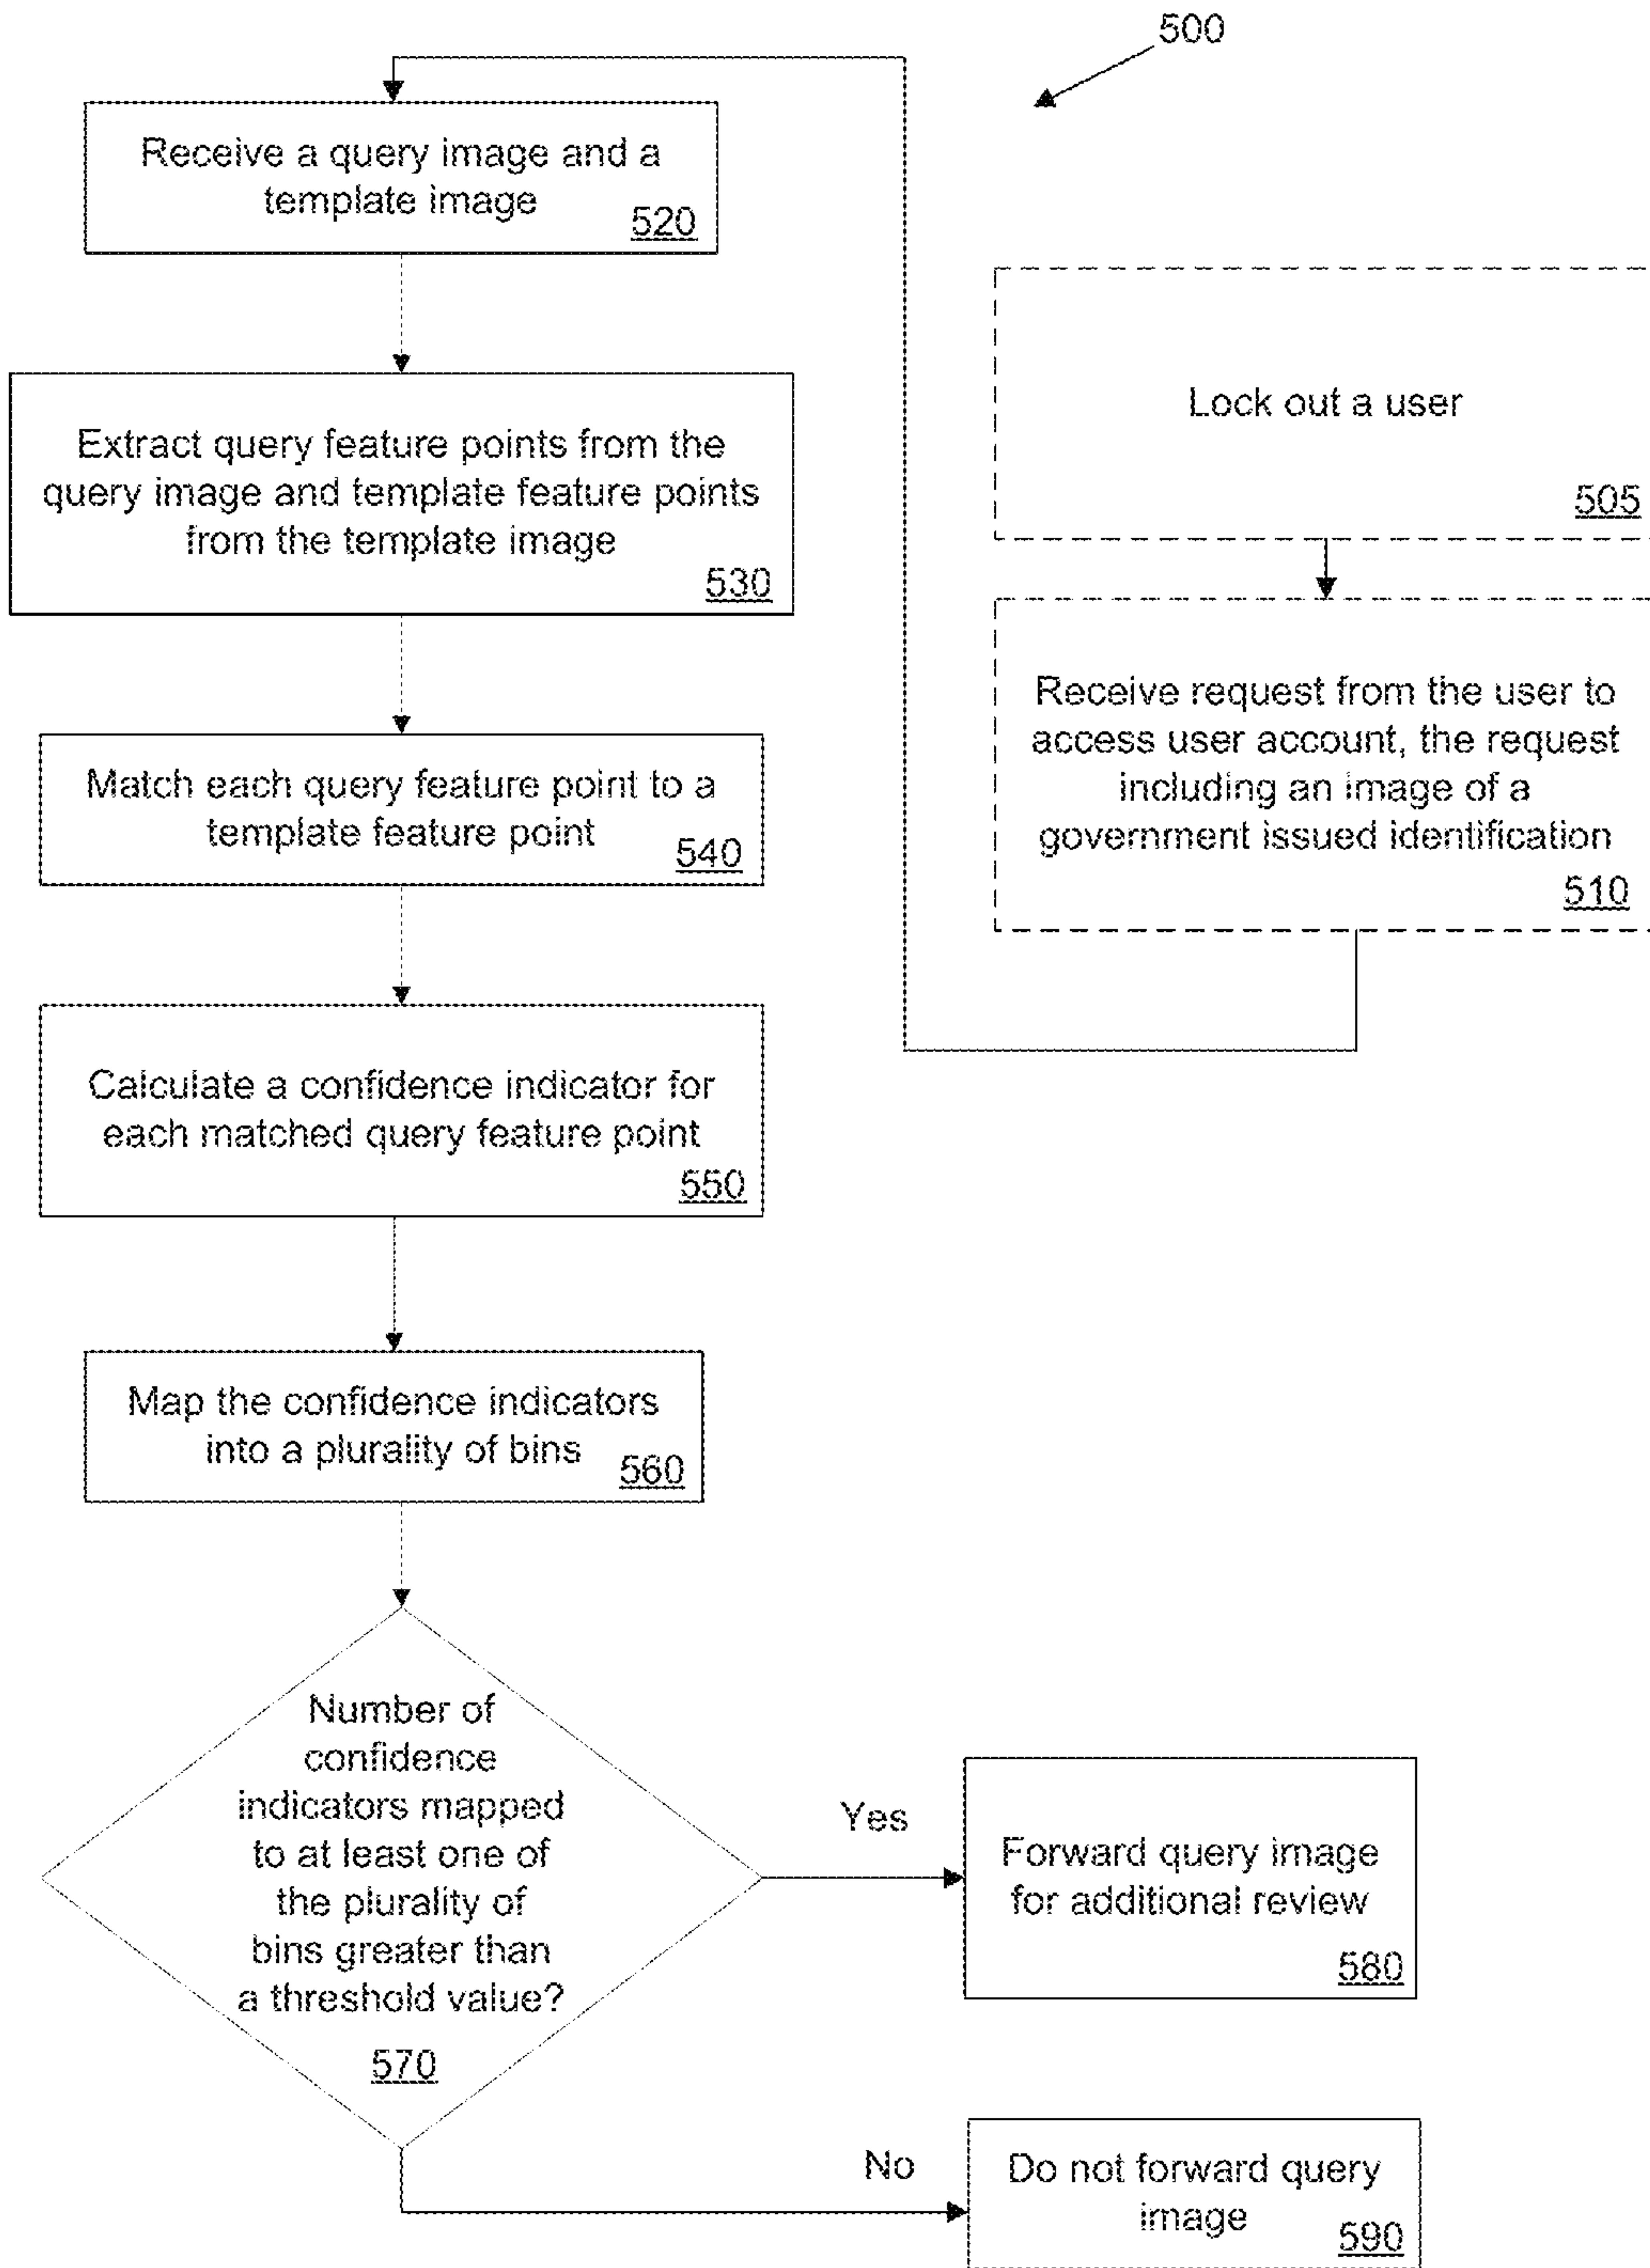 500
Receive a query image and a
template image
520
Extract query feature points from the
query image and template feature points
from the template image
530
Match each query feature point to a
template feature point
540
Calculate a confidence indicator for
each matched query feature point
550
Map the confidence indicators
into a plurality of bins
560
Number of
confidence
indicators mapped
to at least one of
the plurality of
bins greater than
a threshold value?
570
Yes
Forward query image
for additional review
580
No
Do not forward query
image
590
Lock out a user
505
Receive request from the user to
access user account, the request
including an image of a
government issued identification
510